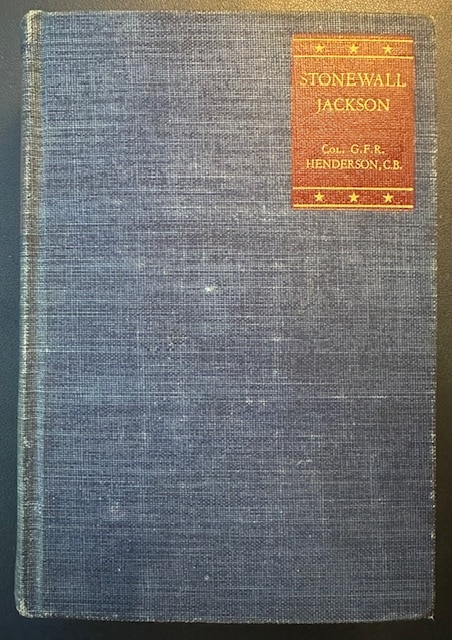 STONEWALL
JACKSON
COL. G.F.R.
HENDERSON, C.B.